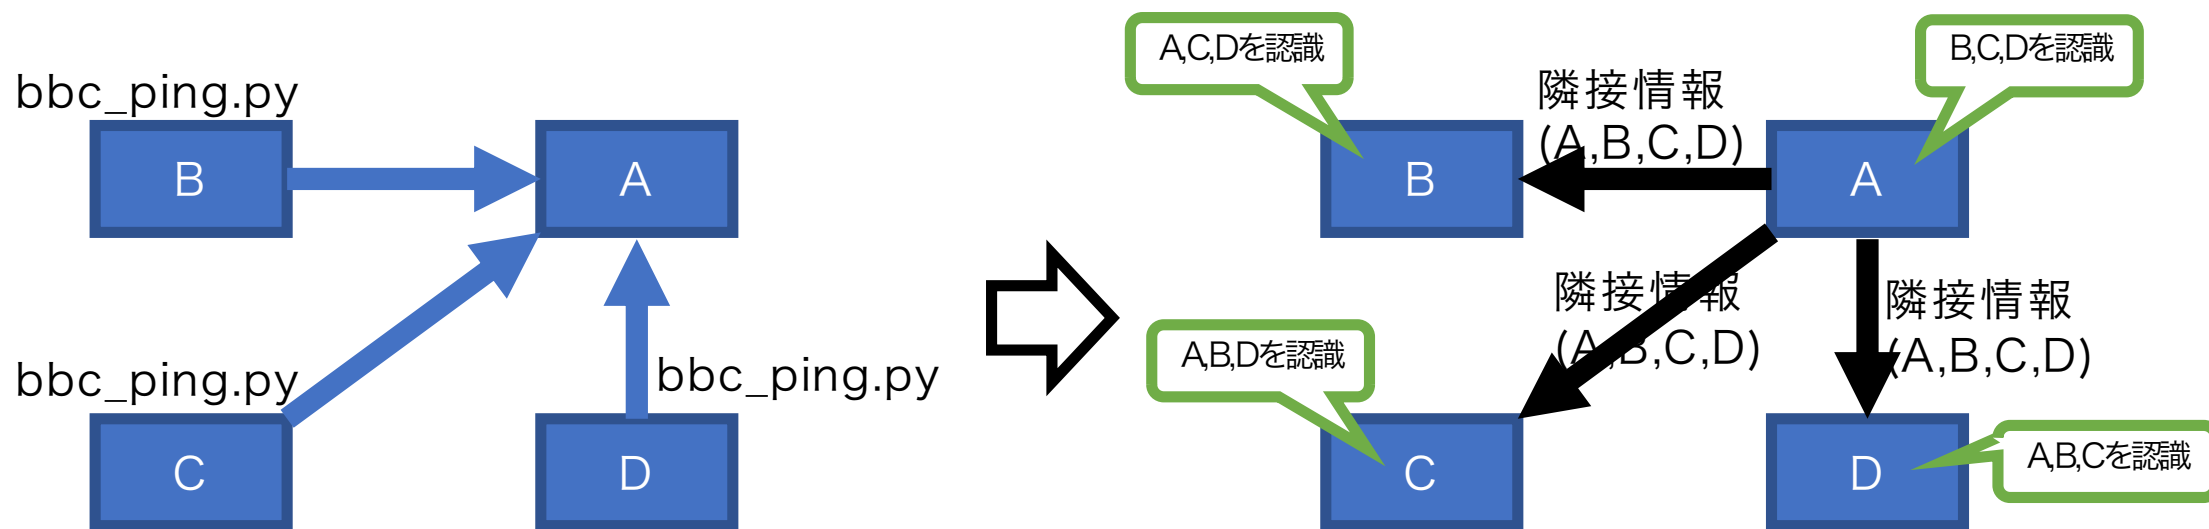 bbc_ping.py
B
A
bbc_ping.py
C
bbc_ping.py
D
A,C,Dを認識
B,C,Dを認識
隣接情報
(A,B,C,D)
B
A
隣接情報
(A,B,C,D)
隣接情報
(A,B,C,D)
A,B,Dを認識
C
D
A,B,Cを認識